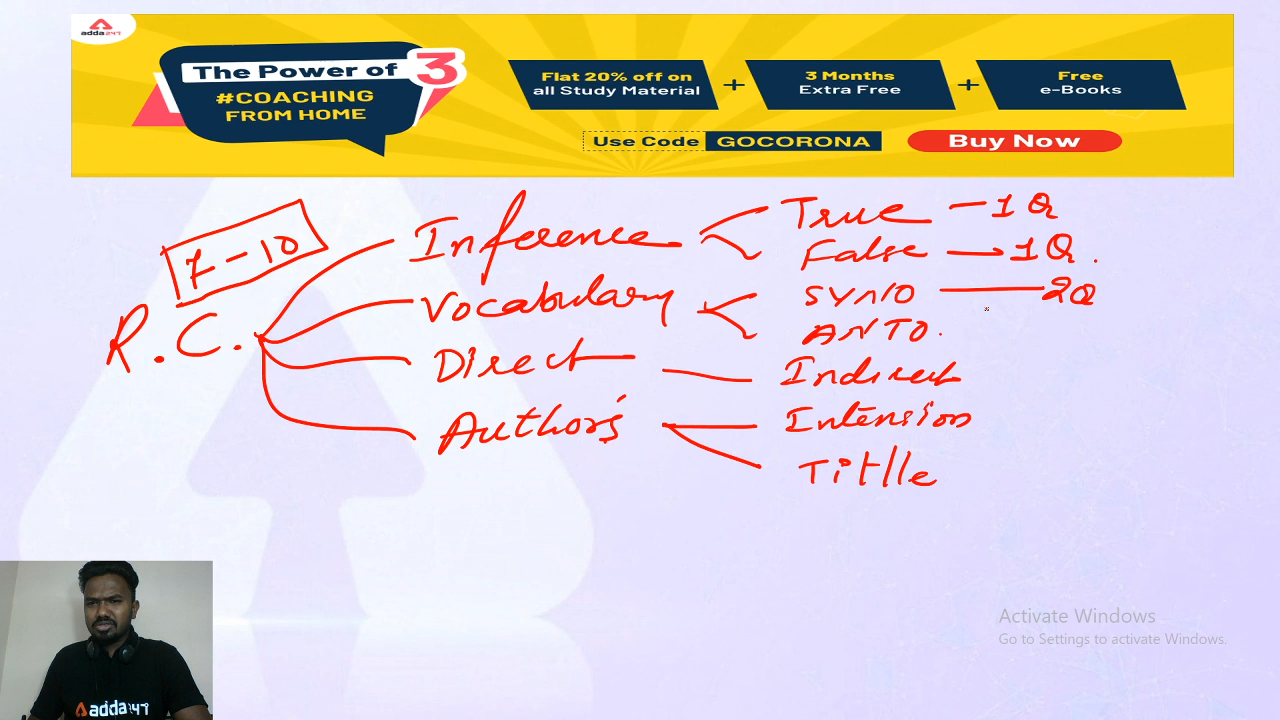 adda247
The Power of 3
#COACHING
FROM HOME
Flat 20% off on
all Study Material
+
3 Months
Extra Free
+
Free
e-Books
Use Code GOCORONA
Buy Now
7-10
R.C.
Inference
True - 1Q
False - 1Q.
Vocabulary
SYNO - 2Q
ANTO.
Direct - Indirect
Author's
Intension
Titlle
Activate Windows
Go to Settings to activate Windows.
adda247